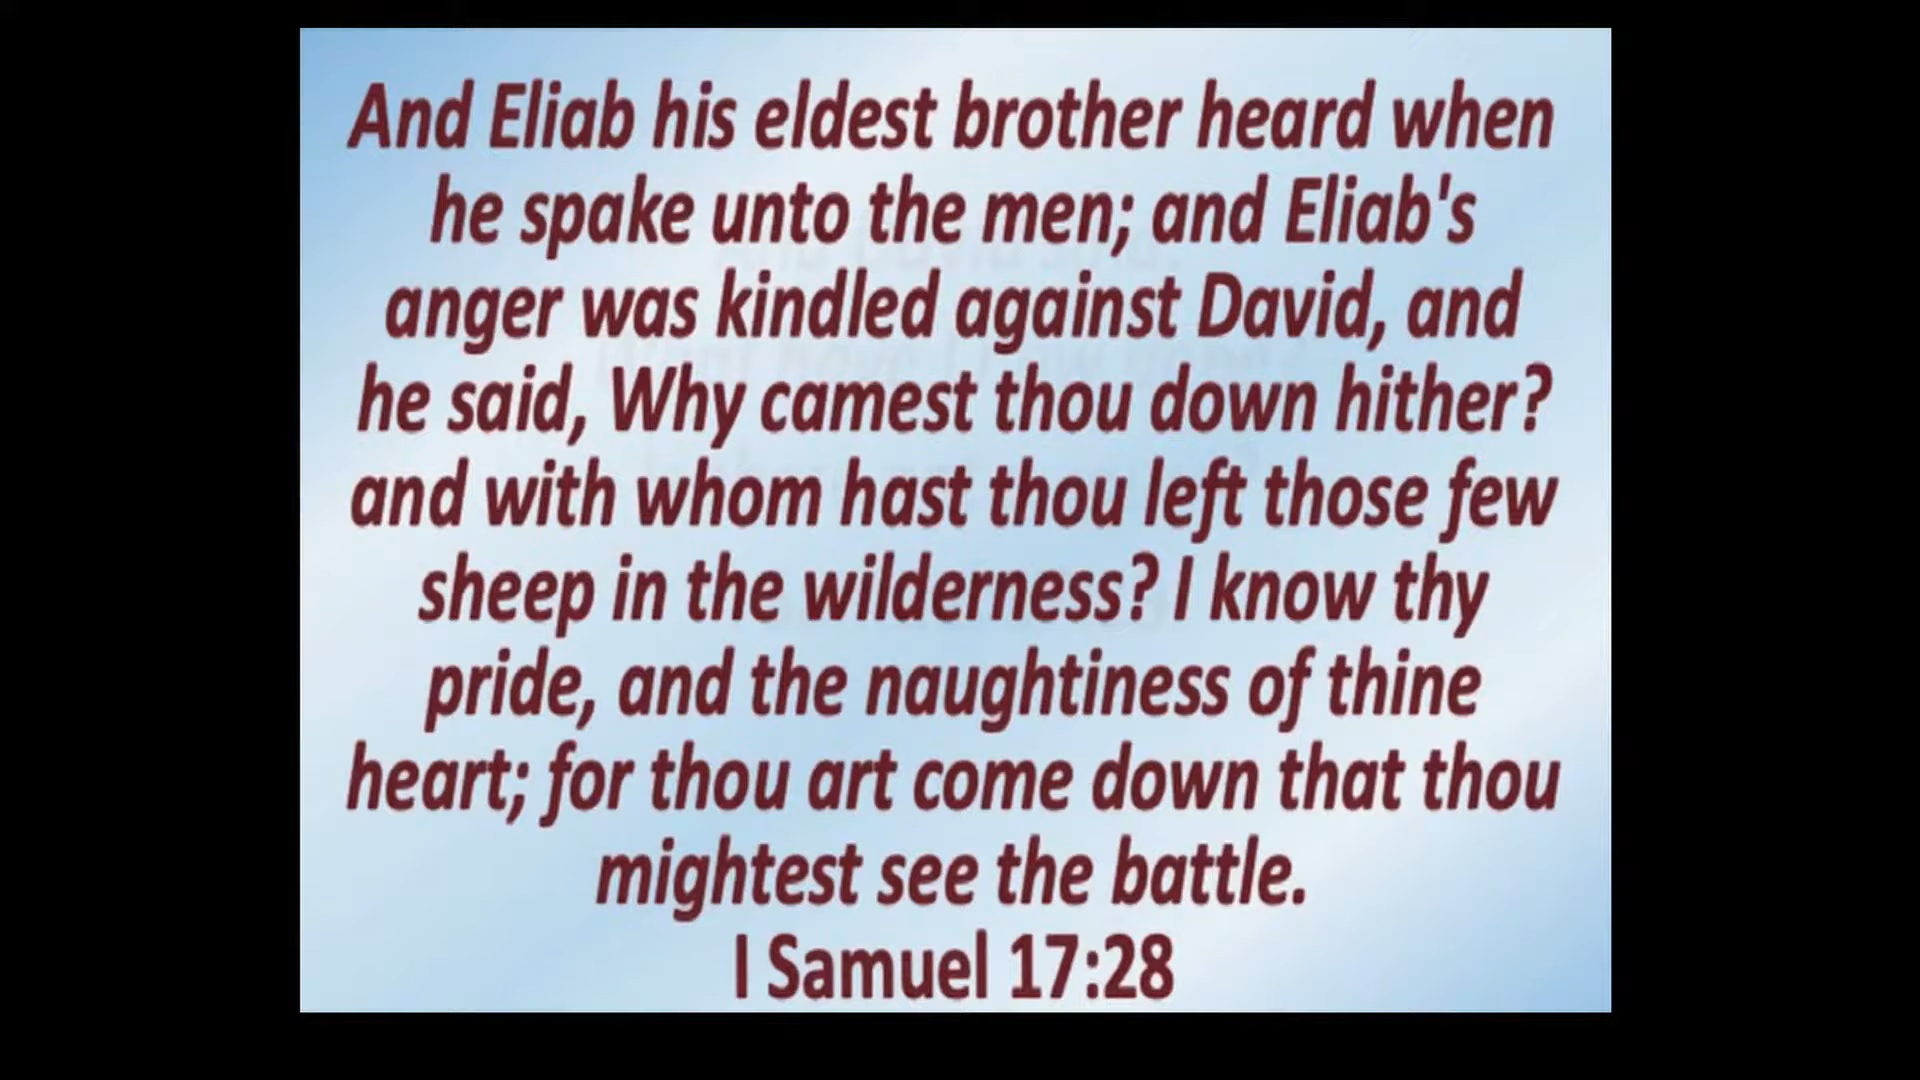 And Eliab his eldest brother heard when
he spake unto the men; and Eliab's
anger was kindled against David, and
he said, Why camest thou down hither?
and with whom hast thou left those few
sheep in the wilderness? I know thy
pride, and the naughtiness of thine
heart; for thou art come down that thou
mightest see the battle.
I Samuel 17:28